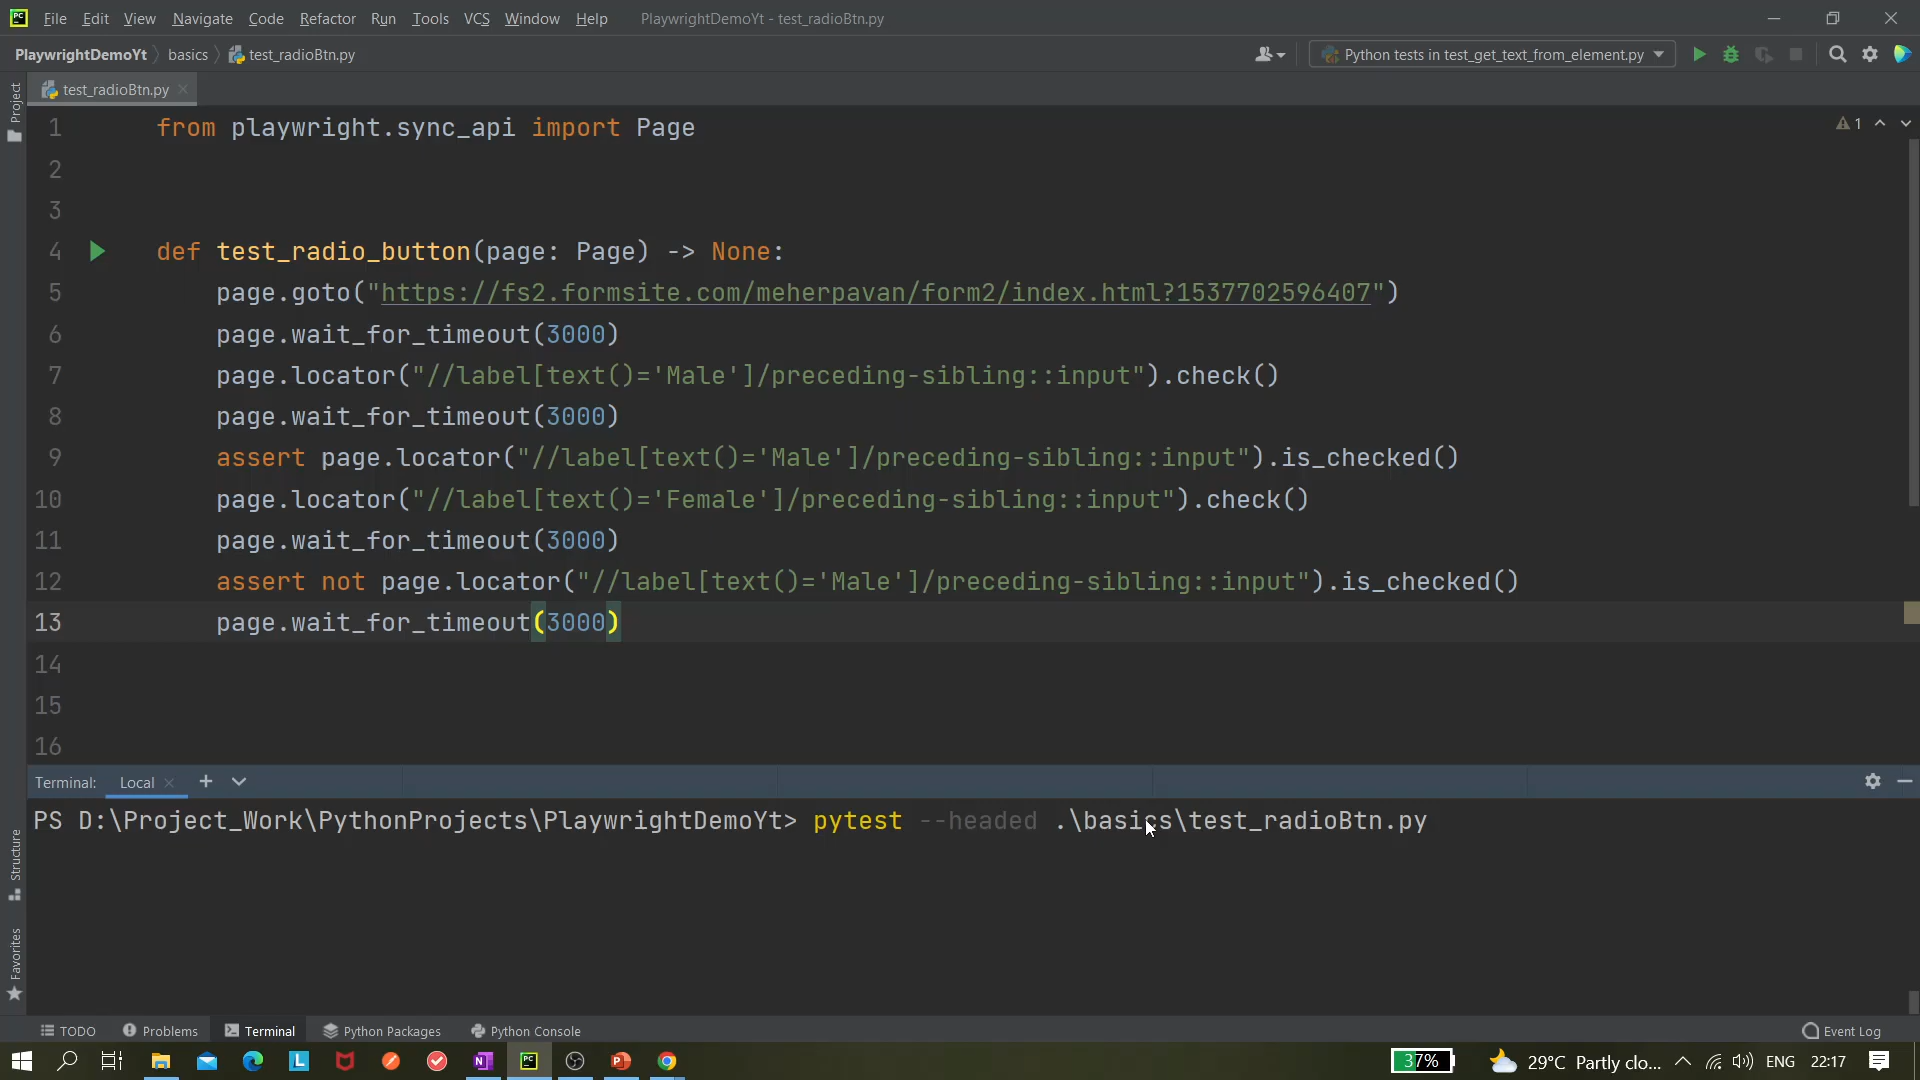 PC File Edit View Navigate Code Refactor Run Tools VCS Window Help PlaywrightDemoYt - test_radioBtn.py
PlaywrightDemoYt basics test_radioBtn.py Python tests in test_get_text_from_element.py
Project
test_radioBtn.py
1 from playwright.sync_api import Page
1
2
3
4 def test_radio_button(page: Page) -> None:
5 page.goto("https://fs2.formsite.com/meherpavan/form2/index.html?1537702596407")
6 page.wait_for_timeout(3000)
7 page.locator("//label[text()='Male']/preceding-sibling::input").check()
8 page.wait_for_timeout(3000)
9 assert page.locator("//label[text()='Male']/preceding-sibling::input").is_checked()
10 page.locator("//label[text()='Female']/preceding-sibling::input").check()
11 page.wait_for_timeout(3000)
12 assert not page.locator("//label[text()='Male']/preceding-sibling::input").is_checked()
13 page.wait_for_timeout(3000)
14
15
16
Terminal: Local
PS D:\Project_Work\PythonProjects\PlaywrightDemoYt> pytest --headed .\basics\test_radioBtn.py
Structure
Favorites
TODO Problems Terminal Python Packages Python Console Event Log
L PC 37% 29°C Partly clo... ENG 22:17